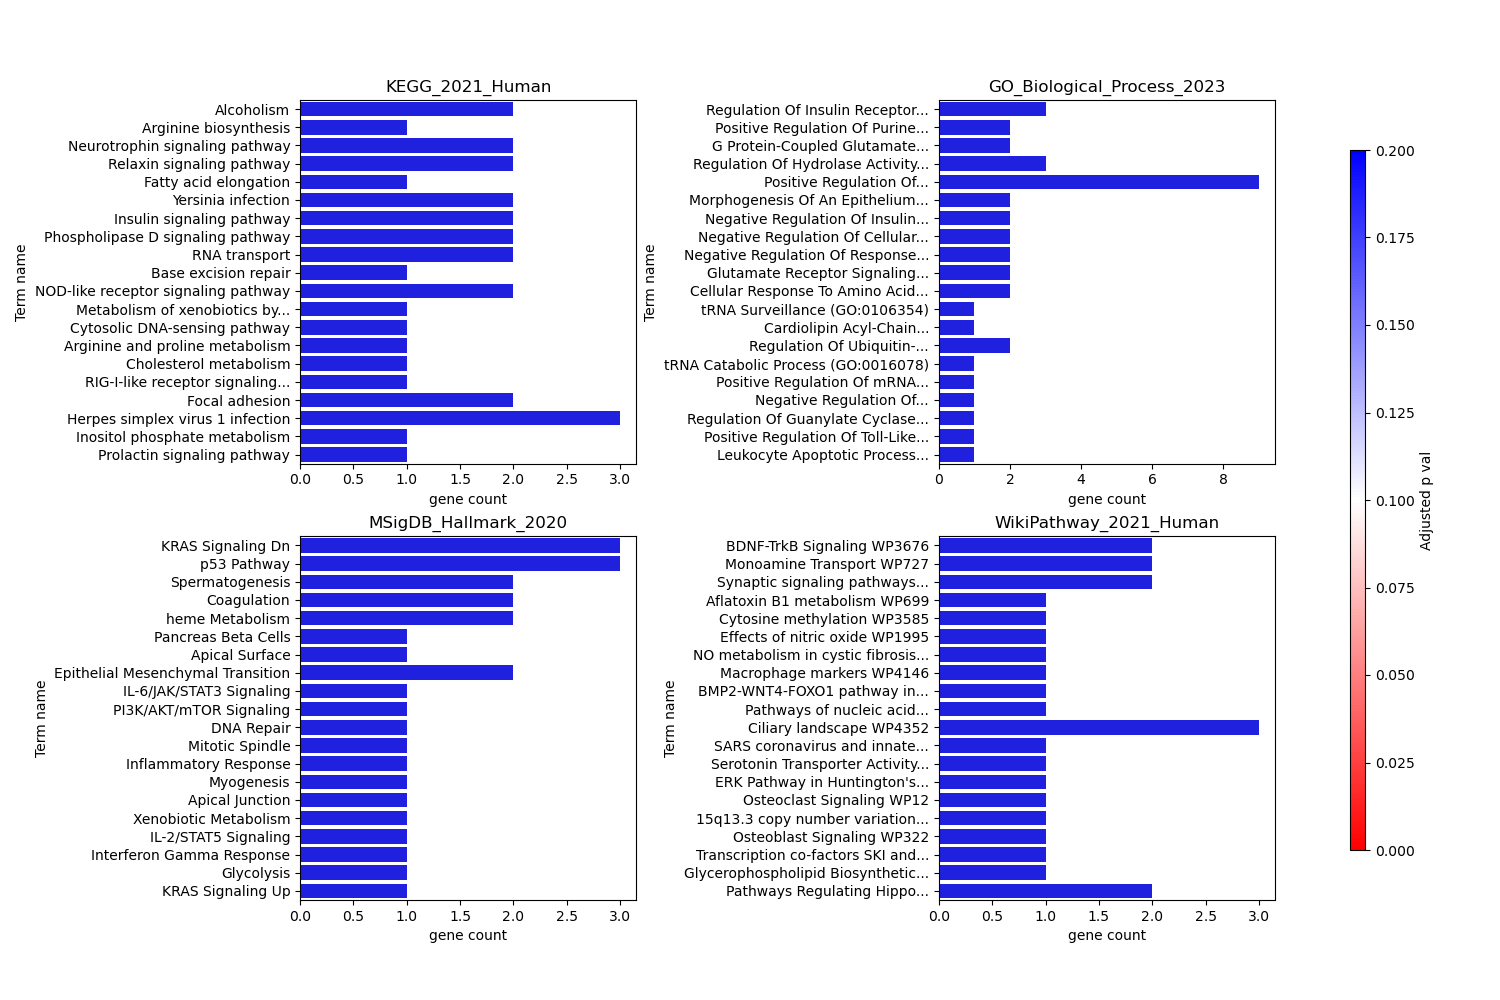 KEGG_2021_Human
Term name
Alcoholism
Arginine biosynthesis
Neurotrophin signaling pathway
Relaxin signaling pathway
Fatty acid elongation
Yersinia infection
Insulin signaling pathway
Phospholipase D signaling pathway
RNA transport
Base excision repair
NOD-like receptor signaling pathway
Metabolism of xenobiotics by...
Cytosolic DNA-sensing pathway
Arginine and proline metabolism
Cholesterol metabolism
RIG-I-like receptor signaling...
Focal adhesion
Herpes simplex virus 1 infection
Inositol phosphate metabolism
Prolactin signaling pathway
0.0 0.5 1.0 1.5 2.0 2.5 3.0
gene count
GO_Biological_Process_2023
Term name
Regulation Of Insulin Receptor...
Positive Regulation Of Purine...
G Protein-Coupled Glutamate...
Regulation Of Hydrolase Activity...
Positive Regulation Of...
Morphogenesis Of An Epithelium...
Negative Regulation Of Insulin...
Negative Regulation Of Cellular...
Negative Regulation Of Response...
Glutamate Receptor Signaling...
Cellular Response To Amino Acid...
tRNA Surveillance (GO:0106354)
Cardiolipin Acyl-Chain...
Regulation Of Ubiquitin-...
tRNA Catabolic Process (GO:0016078)
Positive Regulation Of mRNA...
Negative Regulation Of...
Regulation Of Guanylate Cyclase...
Positive Regulation Of Toll-Like...
Leukocyte Apoptotic Process...
0 2 4 6 8
gene count
MSigDB_Hallmark_2020
Term name
KRAS Signaling Dn
p53 Pathway
Spermatogenesis
Coagulation
heme Metabolism
Pancreas Beta Cells
Apical Surface
Epithelial Mesenchymal Transition
IL-6/JAK/STAT3 Signaling
PI3K/AKT/mTOR Signaling
DNA Repair
Mitotic Spindle
Inflammatory Response
Myogenesis
Apical Junction
Xenobiotic Metabolism
IL-2/STAT5 Signaling
Interferon Gamma Response
Glycolysis
KRAS Signaling Up
0.0 0.5 1.0 1.5 2.0 2.5 3.0
gene count
WikiPathway_2021_Human
Term name
BDNF-TrkB Signaling WP3676
Monoamine Transport WP727
Synaptic signaling pathways...
Aflatoxin B1 metabolism WP699
Cytosine methylation WP3585
Effects of nitric oxide WP1995
NO metabolism in cystic fibrosis...
Macrophage markers WP4146
BMP2-WNT4-FOXO1 pathway in...
Pathways of nucleic acid...
Ciliary landscape WP4352
SARS coronavirus and innate...
Serotonin Transporter Activity...
ERK Pathway in Huntington's...
Osteoclast Signaling WP12
15q13.3 copy number variation...
Osteoblast Signaling WP322
Transcription co-factors SKI and...
Glycerophospholipid Biosynthetic...
Pathways Regulating Hippo...
0.0 0.5 1.0 1.5 2.0 2.5 3.0
gene count
0.200
0.175
0.150
0.125
0.100
0.075
0.050
0.025
0.000
Adjusted p val